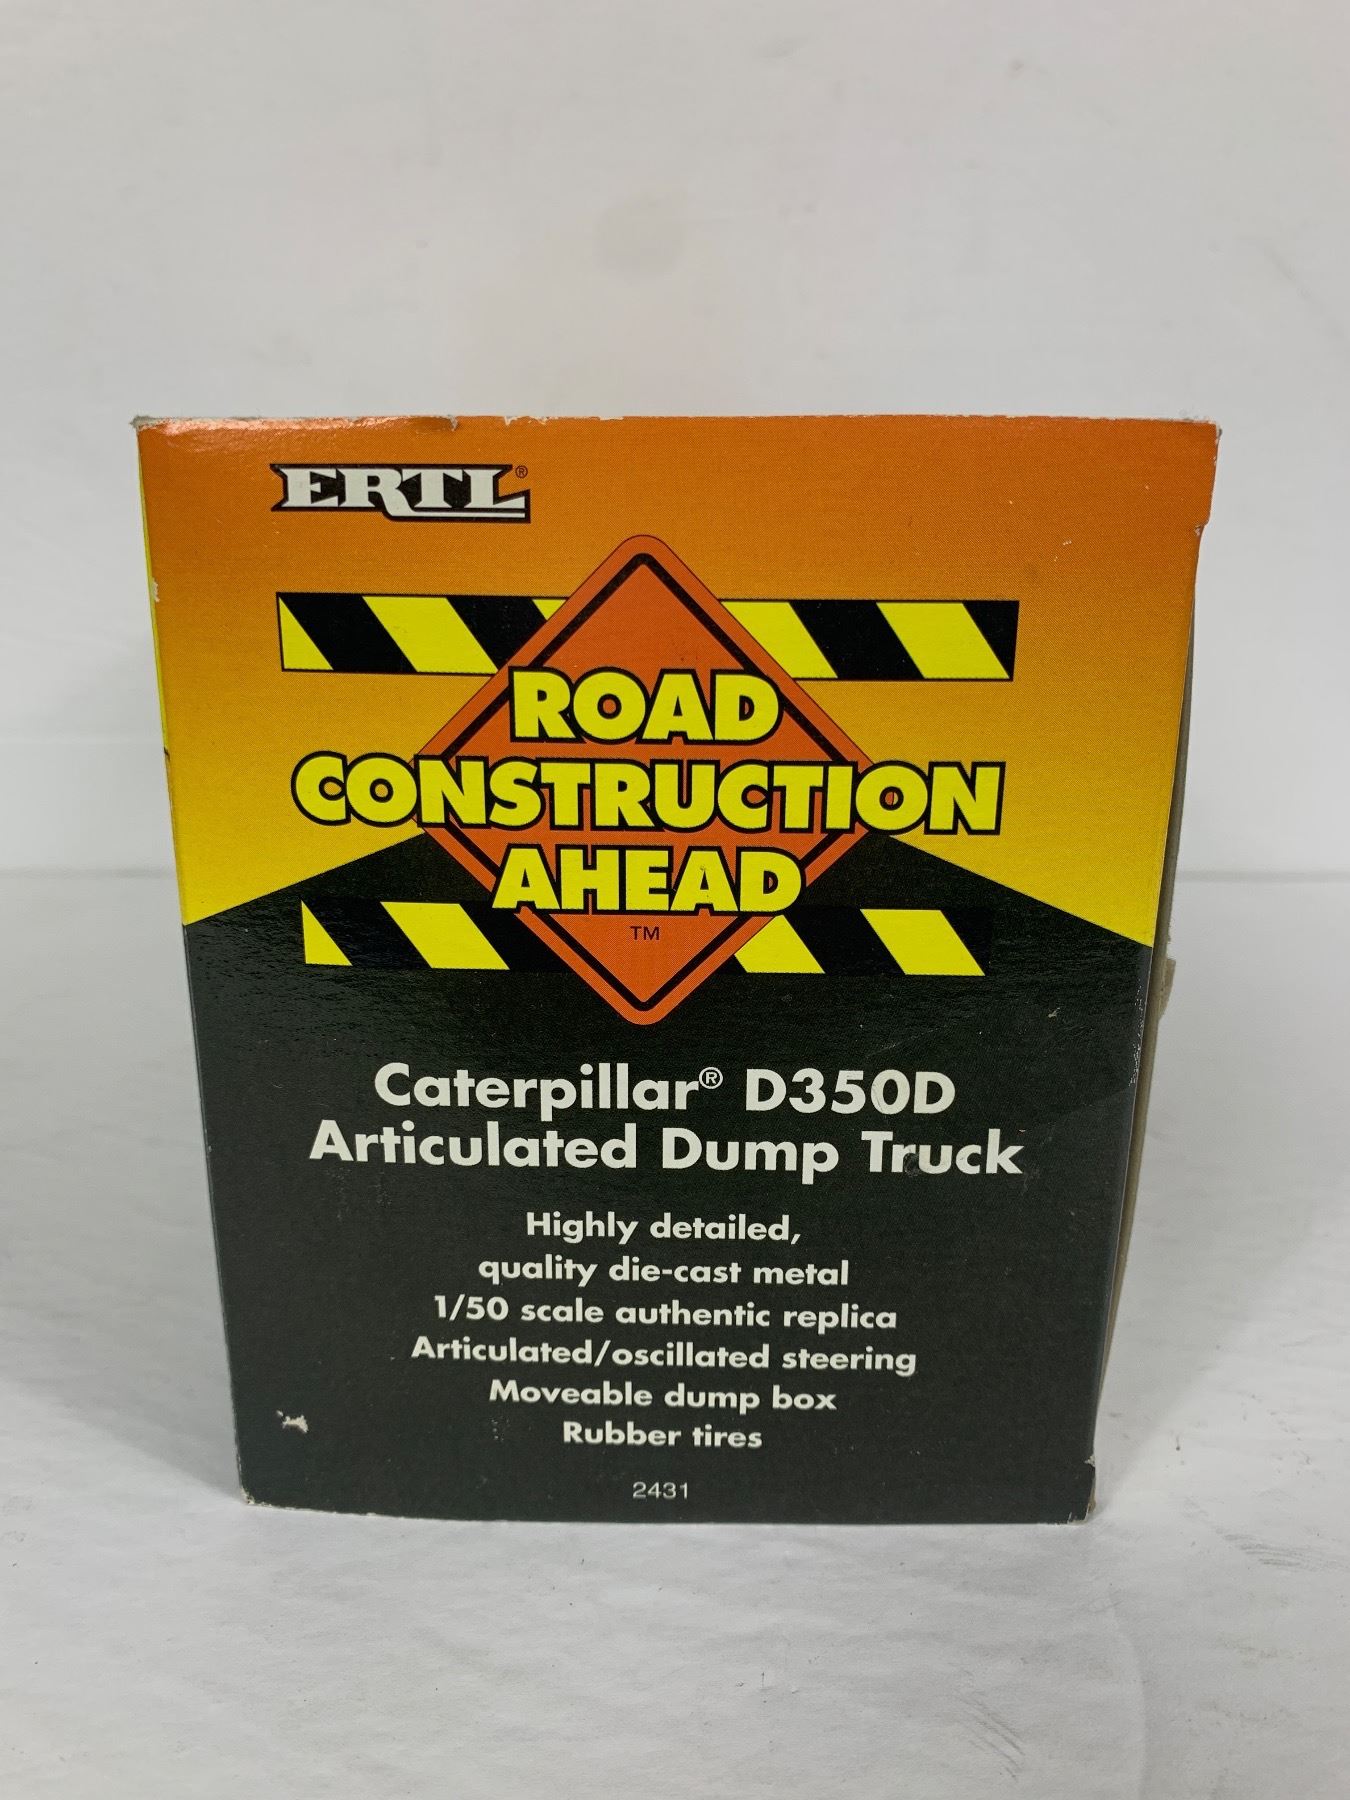 ERTL®
ROAD
CONSTRUCTION
AHEAD
TM
Caterpillar® D350D
Articulated Dump Truck
Highly detailed,
quality die-cast metal
1/50 scale authentic replica
Articulated/oscillated steering
Moveable dump box
Rubber tires
2431